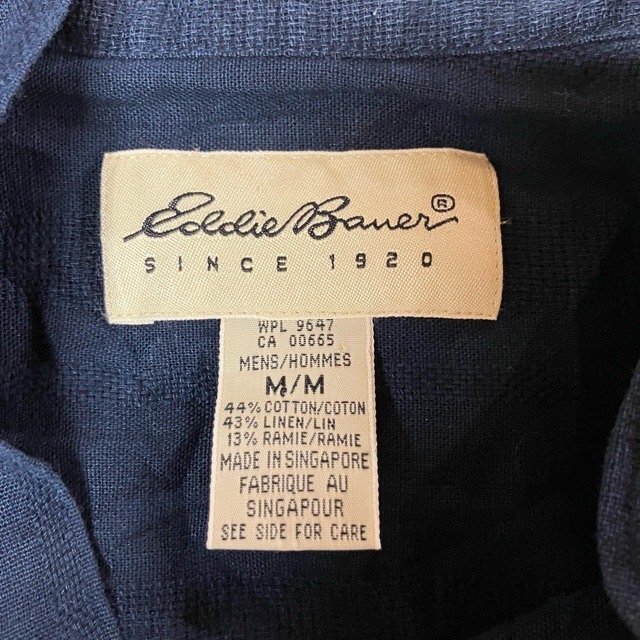 Eddie Bauer®
SINCE 1920
WPL 9647
CA 00665
MENS/HOMMES
M/M
44% COTTON/COTON
43% LINEN/LIN
13% RAMIE/RAMIE
MADE IN SINGAPORE
FABRIQUE AU
SINGAPOUR
SEE SIDE FOR CARE